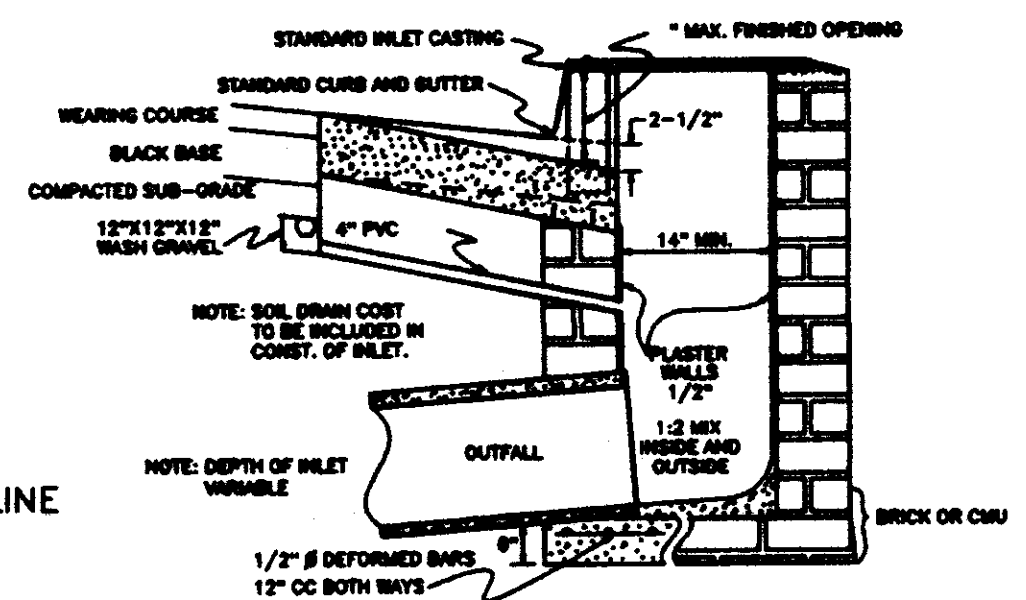 STANDARD INLET CASTING
" MAX. FINISHED OPENING
STANDARD CURB AND GUTTER
WEARING COURSE
2-1/2"
BLACK BASE
COMPACTED SUB-GRADE
12"X12"X12"
WASH GRAVEL
4" PVC
14" MIN.
NOTE: SOIL DRAIN COST
TO BE INCLUDED IN
CONST. OF INLET.
PLASTER
WALLS
1/2"
1:2 MIX
INSIDE AND
OUTSIDE
OUTFALL
NOTE: DEPTH OF INLET
VARIABLE
LINE
BRICK OR CMU
1/2" Ø DEFORMED BARS
12" CC BOTH WAYS